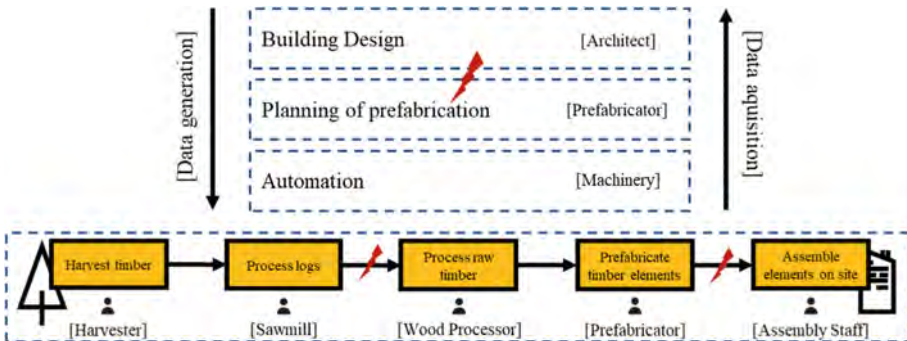 [Data generation]
Building Design [Architect]
Planning of prefabrication [Prefabricator]
Automation [Machinery]
[Data aquisition]
Harvest timber
Process logs
Process raw
timber
Prefabricate
timber elements
Assemble
elements on site
[Harvester]
[Sawmill]
[Wood Processor]
[Prefabricator]
[Assembly Staff]